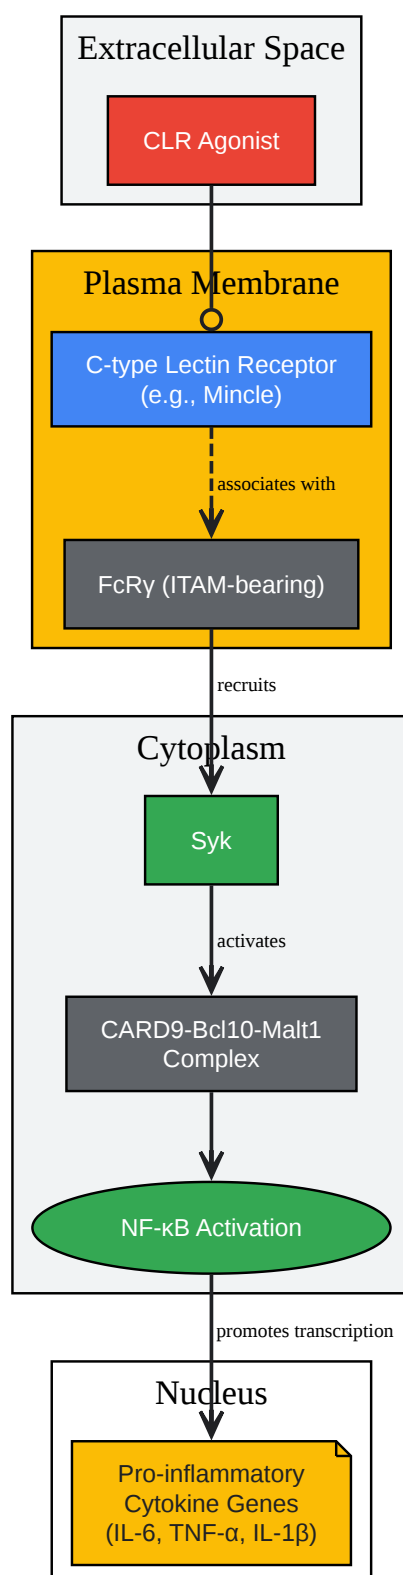 Extracellular Space
CLR Agonist
Plasma Membrane
C-type Lectin Receptor
(e.g., Mincle)
associates with
FcRγ (ITAM-bearing)
recruits
Cytoplasm
Syk
activates
CARD9-Bcl10-Malt1
Complex
NF-κB Activation
promotes transcription
Nucleus
Pro-inflammatory
Cytokine Genes
(IL-6, TNF-α, IL-1β)